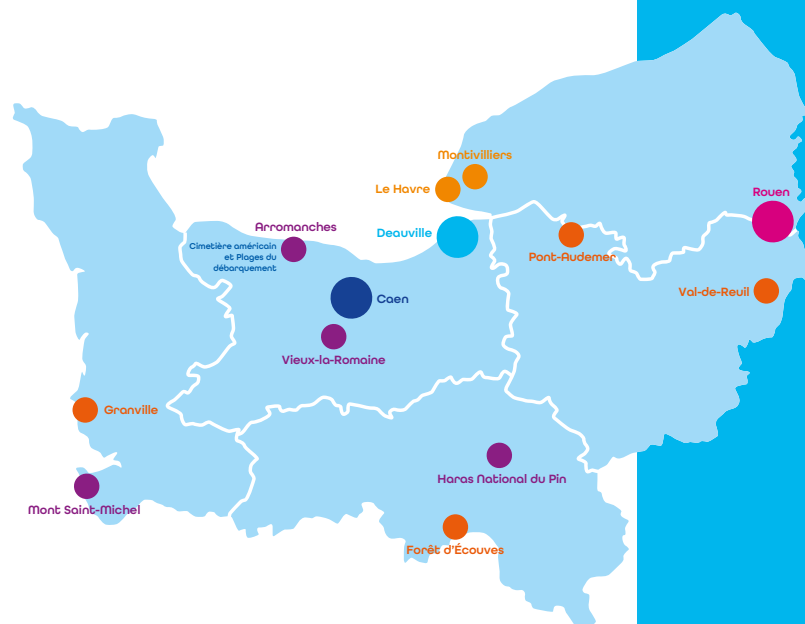 Montivilliers
Le Havre
Rouen
Arromanches
Deauville
Cimetière américain
et Plages du
débarquement
Pont-Audemer
Val-de-Reuil
Caen
Vieux-la-Romaine
Granville
Haras National du Pin
Mont Saint-Michel
Forêt d'Écouves